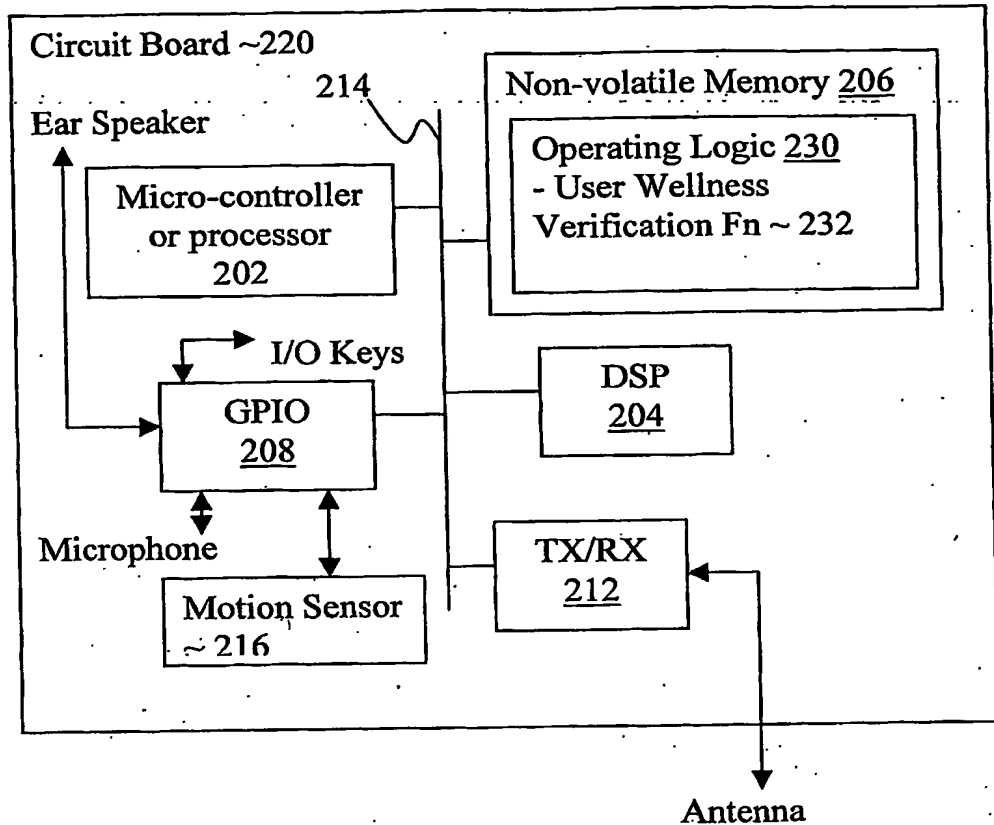 Circuit Board ~220
214
Ear Speaker
Micro-controller
or processor
202
Non-volatile Memory 206
Operating Logic 230
- User Wellness
Verification Fn ~ 232
I/O Keys
GPIO
208
DSP
204
Microphone
Motion Sensor
~ 216
TX/RX
212
Antenna